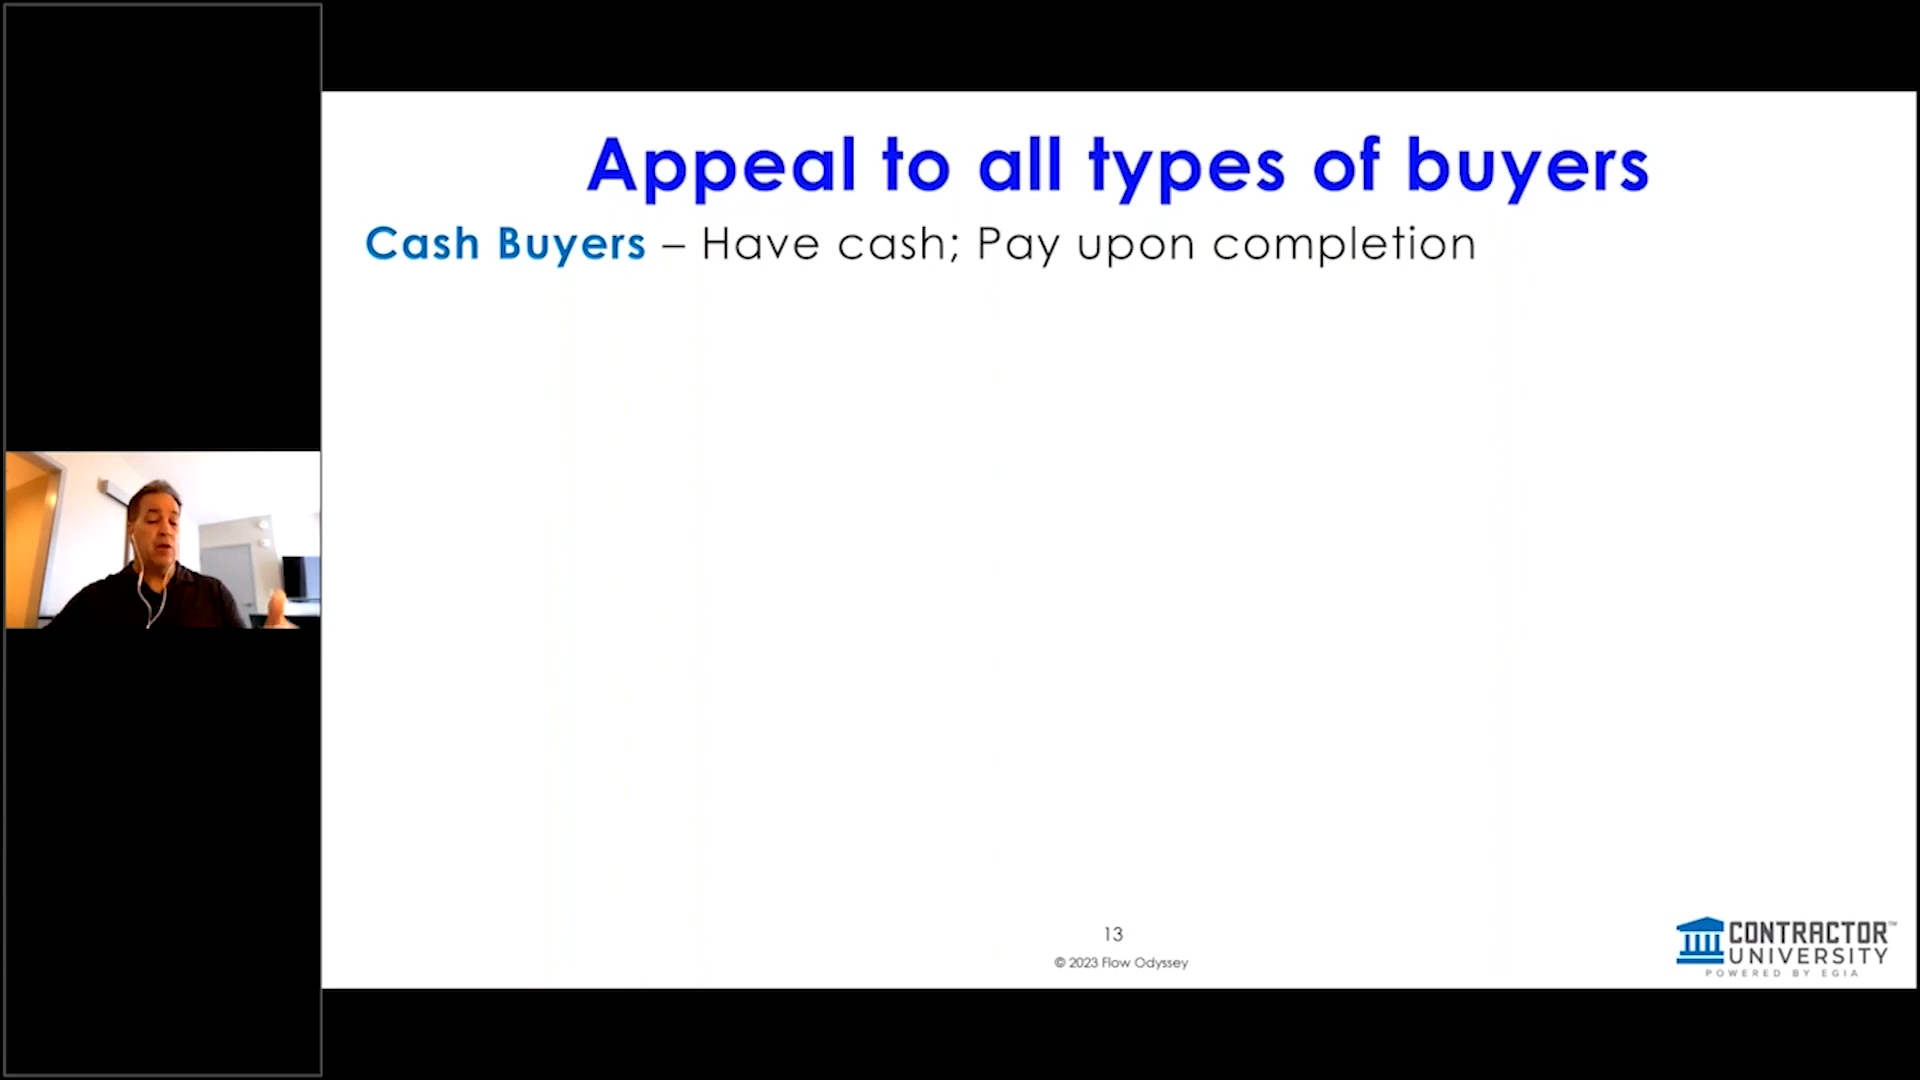 Appeal to all types of buyers
Cash Buyers – Have cash; Pay upon completion
13
© 2023 Flow Odyssey
CONTRACTOR™
UNIVERSITY
POWERED BY EGIA